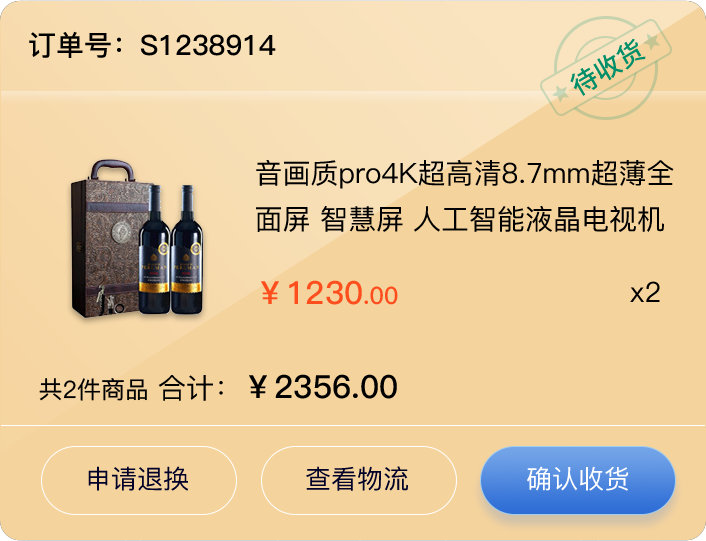 订单号：S1238914
待收货
音画质pro4K超高清8.7mm超薄全
面屏 智慧屏 人工智能液晶电视机
￥1230.00
x2
共2件商品 合计：￥2356.00
申请退换
查看物流
确认收货